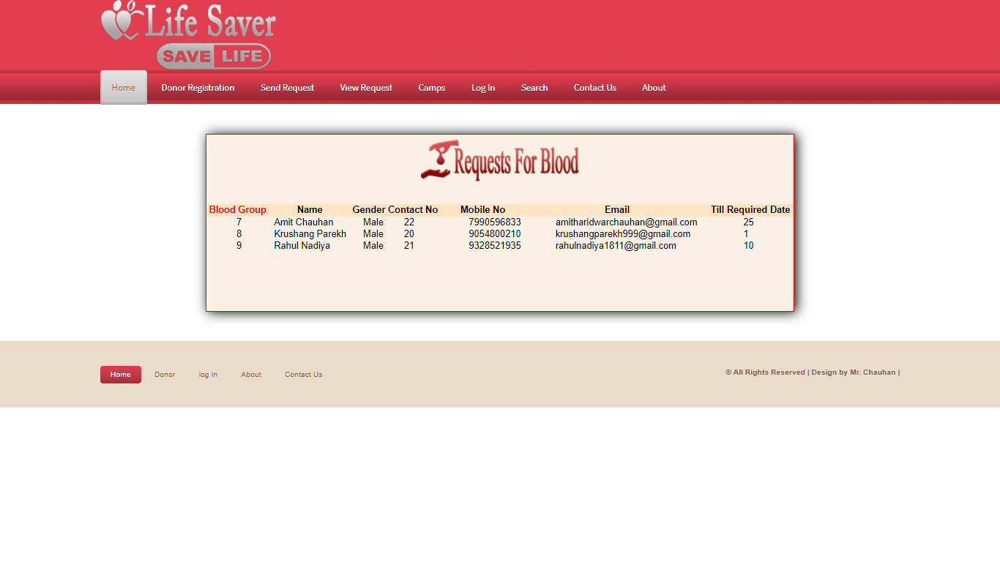 Life Saver
SAVE LIFE
Home Donor Registration Send Request View Request Camps Log In Search Contact Us About
Requests For Blood
Blood Group Name Gender Contact No Mobile No Email Till Required Date
7 Amit Chauhan Male 22 7990596833 amitharidwarchauhan@gmail.com 25
8 Krushang Parekh Male 20 9054800210 krushangparekh999@gmail.com 1
9 Rahul Nadiya Male 21 9328521935 rahulnadiya1811@gmail.com 10
Home Donor log In About Contact Us © All Rights Reserved | Design by Mr. Chauhan |